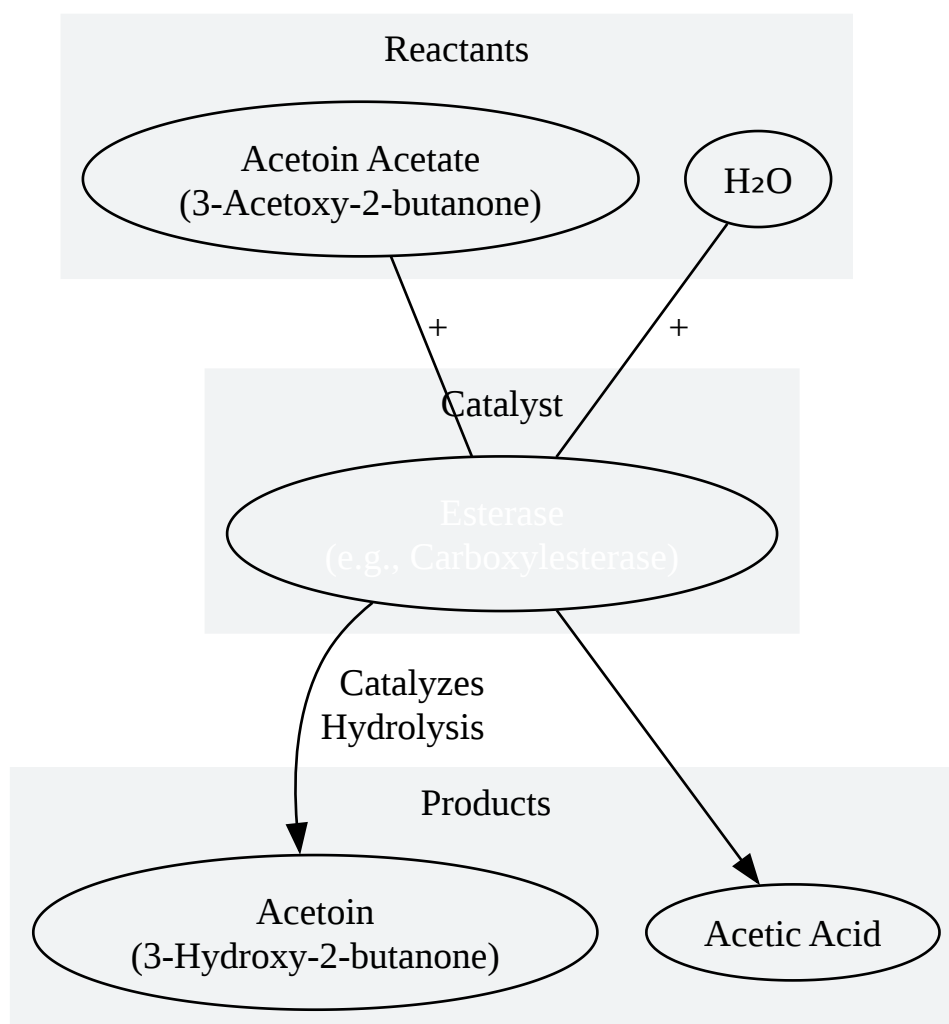 Reactants
Acetoin Acetate
(3-Acetoxy-2-butanone)
H₂O
+
+
Catalyst
Esterase
(e.g., Carboxylesterase)
Catalyzes
Hydrolysis
Products
Acetoin
(3-Hydroxy-2-butanone)
Acetic Acid